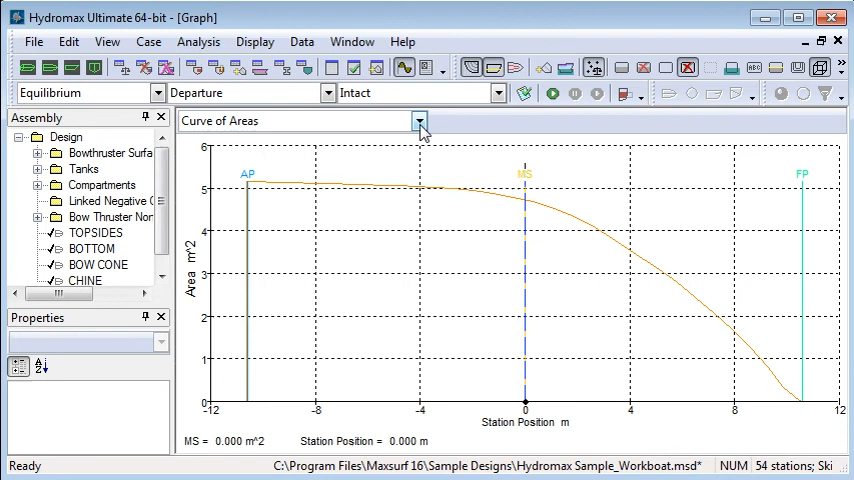 Hydromax Ultimate 64-bit - [Graph]
File Edit View Case Analysis Display Data Window Help
Equilibrium Departure Intact
Assembly
Curve of Areas
Design
Bowthruster Surfa
Tanks
Compartments
Linked Negative
Bow Thruster Non
TOPSIDES
BOTTOM
BOW CONE
CHINE
Properties
6
AP MS FP
5
4
Area m^2
3
2
1
0
-12 -8 -4 0 4 8 12
Station Position m
MS = 0.000 m^2 Station Position = 0.000 m
Ready C:\Program Files\Maxsurf 16\Sample Designs\Hydromax Sample_Workboat.msd* NUM 54 stations; Ski